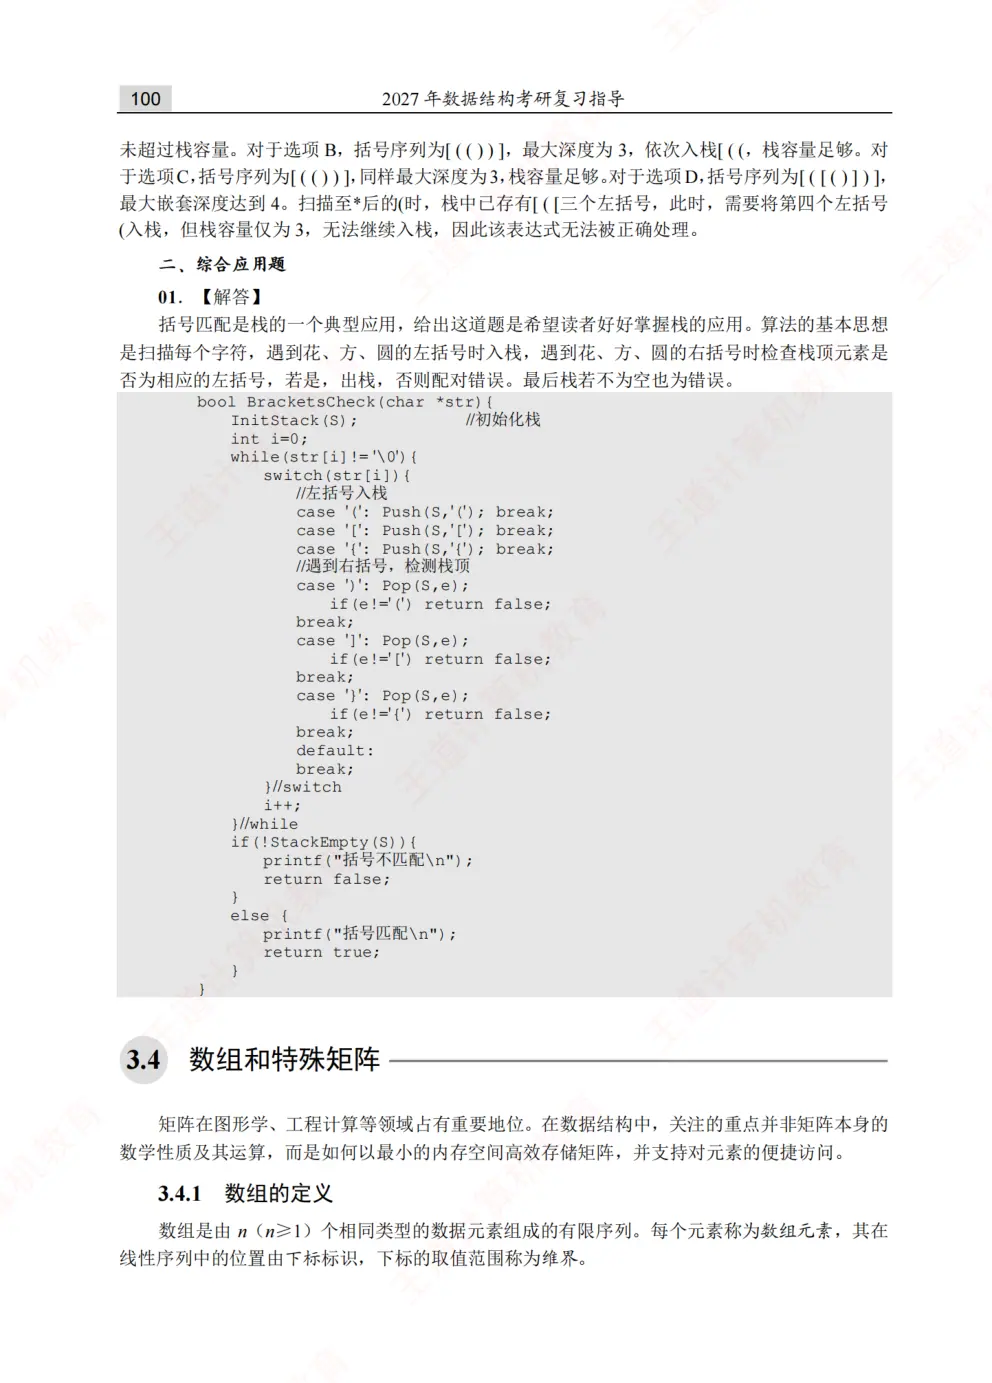 100
2027 年数据结构考研复习指导
未超过栈容量。对于选项 B，括号序列为[ ( ( ) ) ]，最大深度为 3，依次入栈[ ( (，栈容量足够。对
于选项C，括号序列为[ ( ( ) ) ]，同样最大深度为3，栈容量足够。对于选项D，括号序列为[ ( [ ( ) ] ) ]，
最大嵌套深度达到 4。扫描至*后的(时，栈中已存有[ ( [三个左括号，此时，需要将第四个左括号
(入栈，但栈容量仅为 3，无法继续入栈，因此该表达式无法被正确处理。
二、综合应用题
01. 【解答】
括号匹配是栈的一个典型应用，给出这道题是希望读者好好掌握栈的应用。算法的基本思想
是扫描每个字符，遇到花、方、圆的左括号时入栈，遇到花、方、圆的右括号时检查栈顶元素是
否为相应的左括号，若是，出栈，否则配对错误。最后栈若不为空也为错误。
bool BracketsCheck(char *str){
InitStack(S); //初始化栈
int i=0;
while(str[i]!='\0'){
switch(str[i]){
//左括号入栈
case '(': Push(S,'('); break;
case '[': Push(S,'['); break;
case '{': Push(S,'{'); break;
//遇到右括号，检测栈顶
case ')': Pop(S,e);
if(e!='(') return false;
break;
case ']': Pop(S,e);
if(e!='[') return false;
break;
case '}': Pop(S,e);
if(e!='{') return false;
break;
default:
break;
}//switch
i++;
}//while
if(!StackEmpty(S)){
printf("括号不匹配\n");
return false;
}
else {
printf("括号匹配\n");
return true;
}
}
3.4 数组和特殊矩阵
矩阵在图形学、工程计算等领域占有重要地位。在数据结构中，关注的重点并非矩阵本身的
数学性质及其运算，而是如何以最小的内存空间高效存储矩阵，并支持对元素的便捷访问。
3.4.1 数组的定义
数组是由 n（n≥1）个相同类型的数据元素组成的有限序列。每个元素称为数组元素，其在
线性序列中的位置由下标标识，下标的取值范围称为维界。